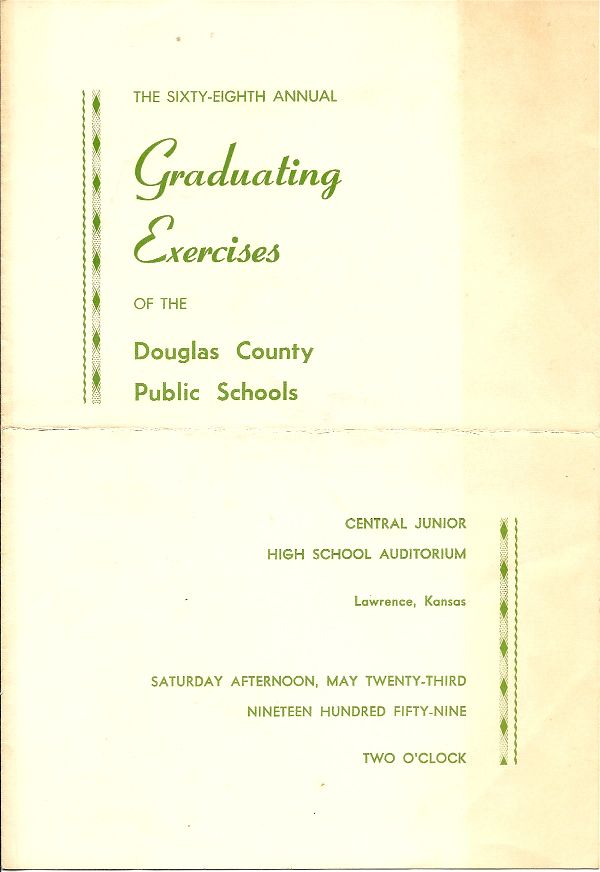 THE SIXTY-EIGHTH ANNUAL
Graduating
Exercises
OF THE
Douglas County
Public Schools
CENTRAL JUNIOR
HIGH SCHOOL AUDITORIUM
Lawrence, Kansas
SATURDAY AFTERNOON, MAY TWENTY-THIRD
NINETEEN HUNDRED FIFTY-NINE
TWO O'CLOCK